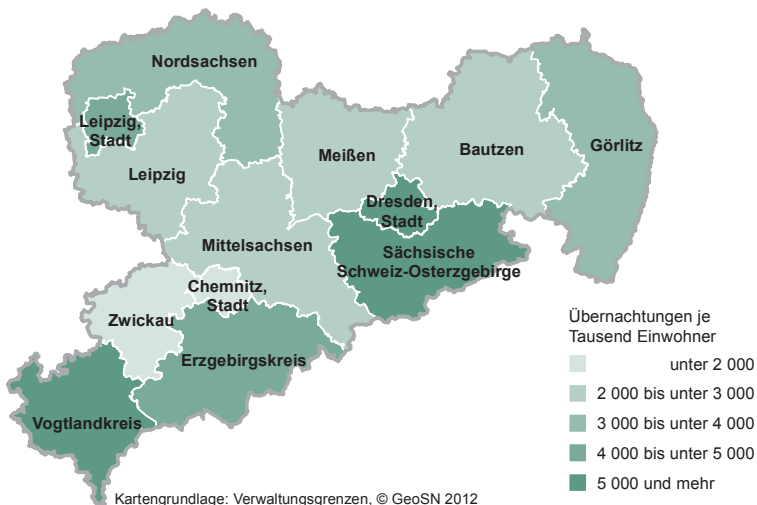 Nordsachsen
Leipzig,
Stadt
Leipzig
Meißen
Bautzen
Görlitz
Dresden,
Stadt
Mittelsachsen
Sächsische
Schweiz-Osterzgebirge
Chemnitz,
Stadt
Zwickau
Erzgebirgskreis
Vogtlandkreis
Übernachtungen je
Tausend Einwohner
unter 2 000
2 000 bis unter 3 000
3 000 bis unter 4 000
4 000 bis unter 5 000
5 000 und mehr
Kartengrundlage: Verwaltungsgrenzen, © GeoSN 2012